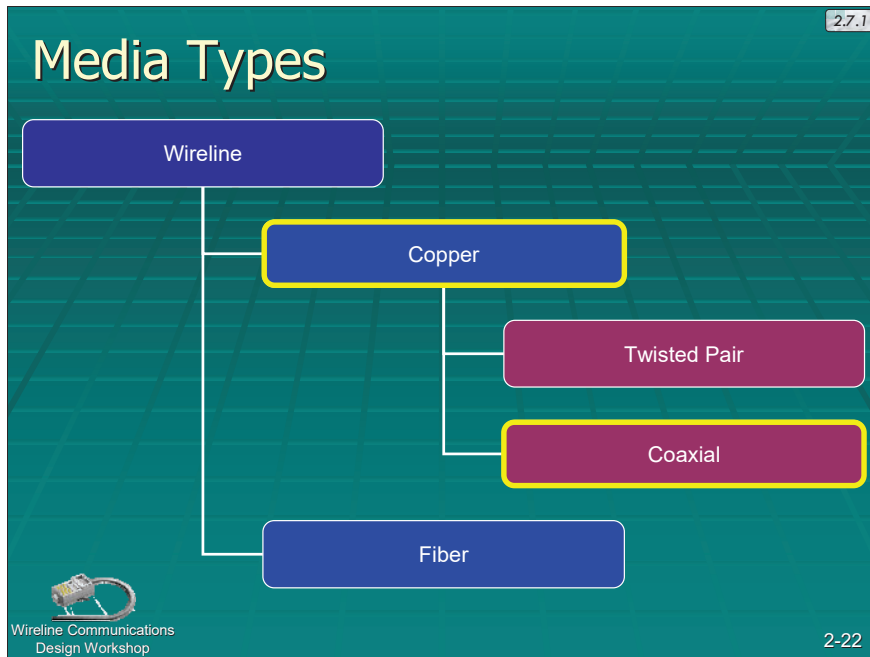 2.7.1
Media Types
Wireline
Copper
Twisted Pair
Coaxial
Fiber
Wireline Communications
Design Workshop
2-22